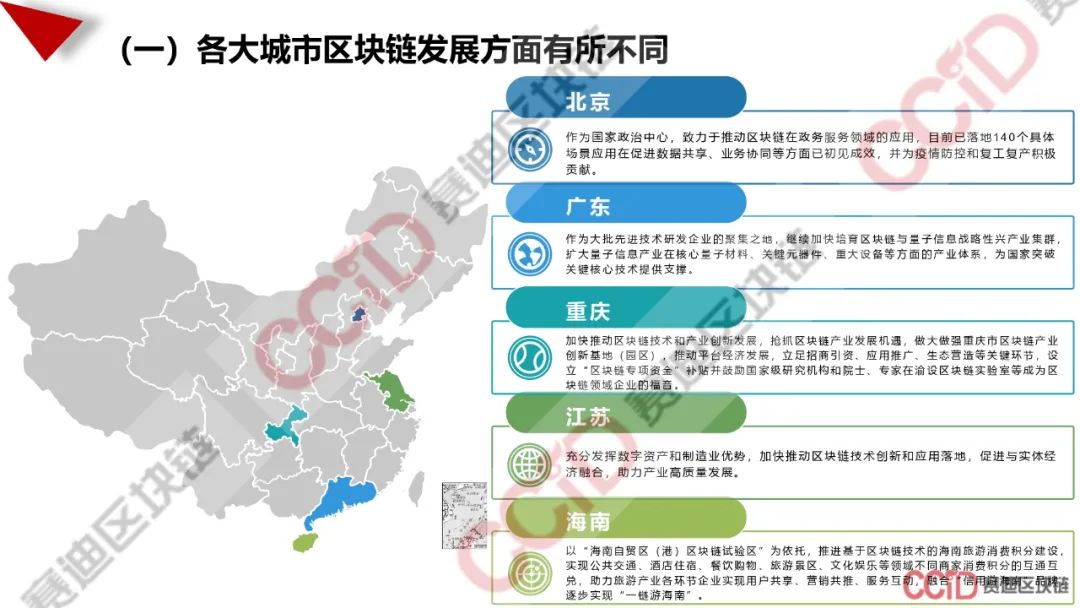 （一）各大城市区块链发展方面有所不同
北京
作为国家政治中心，致力于推动区块链在政务服务领域的应用，目前已落地140个具体
场景应用在促进数据共享、业务协同等方面已初见成效，并为疫情防控和复工复产积极
贡献。
广东
作为大批先进技术研发企业的聚集之地，继续加快培育区块链与量子信息战略性兴产业集群，
扩大量子信息产业在核心量子材料、关键元器件、重大设备等方面的产业体系，为国家突破
关键核心技术提供支撑。
重庆
加快推动区块链技术和产业创新发展，抢抓区块链产业发展机遇，做大做强重庆市区块链产业
创新基地（园区），推动平台经济发展，立足招商引资、应用推广、生态营造等关键环节，设
立“区块链专项资金”补贴并鼓励国家级研究机构和院士、专家在渝设区块链实验室等成为区
块链领域企业的福音。
江苏
充分发挥数字资产和制造业优势，加快推动区块链技术创新和应用落地，促进与实体经
济融合，助力产业高质量发展。
海南
以“海南自贸区（港）区块链试验区”为依托，推进基于区块链技术的海南旅游消费积分建设，
实现公共交通、酒店住宿、餐饮购物、旅游景区、文化娱乐等领域不同商家消费积分的互通互
兑，助力旅游产业各环节企业实现用户共享、营销共推、服务互动，融合“信用游海南”品牌，
逐步实现“一链游海南”。
CCiD 赛迪区块链
CCiD 赛迪区块链
CCiD 赛迪区块链
CCiD
赛迪区块链